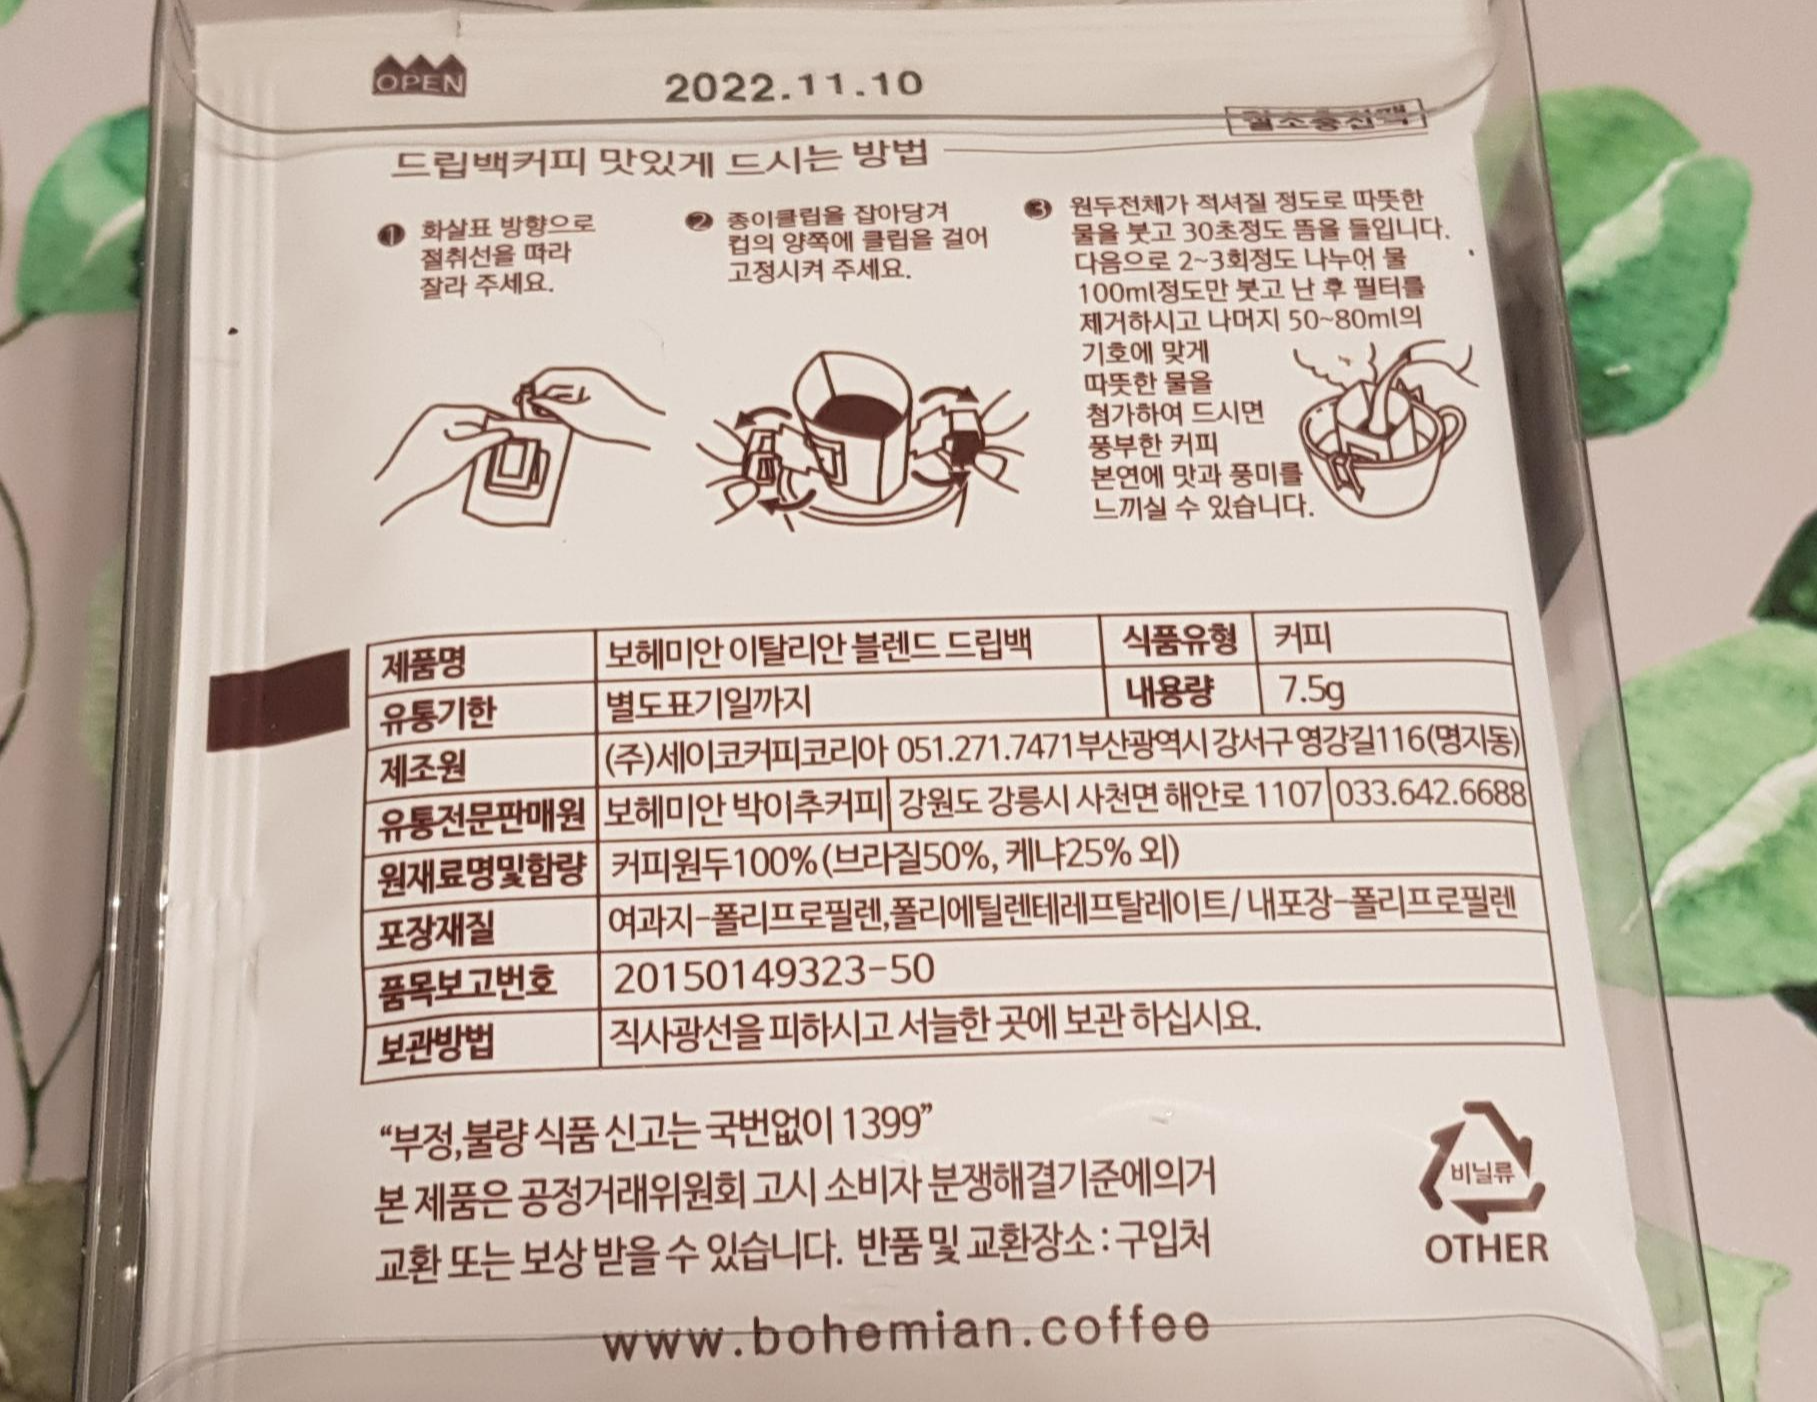 OPEN
2022.11.10
질소충전팩
드립백커피 맛있게 드시는 방법
❶ 화살표 방향으로
절취선을 따라
잘라 주세요.
❷ 종이클립을 잡아당겨
컵의 양쪽에 클립을 걸어
고정시켜 주세요.
❸ 원두전체가 적셔질 정도로 따뜻한
물을 붓고 30초정도 뜸을 들입니다.
다음으로 2~3회정도 나누어 물
100ml정도만 붓고 난 후 필터를
제거하시고 나머지 50~80ml의
기호에 맞게
따뜻한 물을
첨가하여 드시면
풍부한 커피
본연에 맛과 풍미를
느끼실 수 있습니다.
제품명 보헤미안 이탈리안 블렌드 드립백 식품유형 커피
유통기한 별도표기일까지 내용량 7.5g
제조원 (주)세이코커피코리아 051.271.7471부산광역시 강서구 영강길116(명지동)
유통전문판매원 보헤미안 박이추커피 강원도 강릉시 사천면 해안로 1107 033.642.6688
원재료명및함량 커피원두100%(브라질50%, 케냐25% 외)
포장재질 여과지-폴리프로필렌,폴리에틸렌테레프탈레이트/ 내포장-폴리프로필렌
품목보고번호 20150149323-50
보관방법 직사광선을 피하시고 서늘한 곳에 보관 하십시요.
“부정,불량 식품 신고는 국번없이 1399”
본 제품은 공정거래위원회 고시 소비자 분쟁해결기준에의거
교환 또는 보상 받을 수 있습니다. 반품 및 교환장소 : 구입처
비닐류
OTHER
www.bohemian.coffee